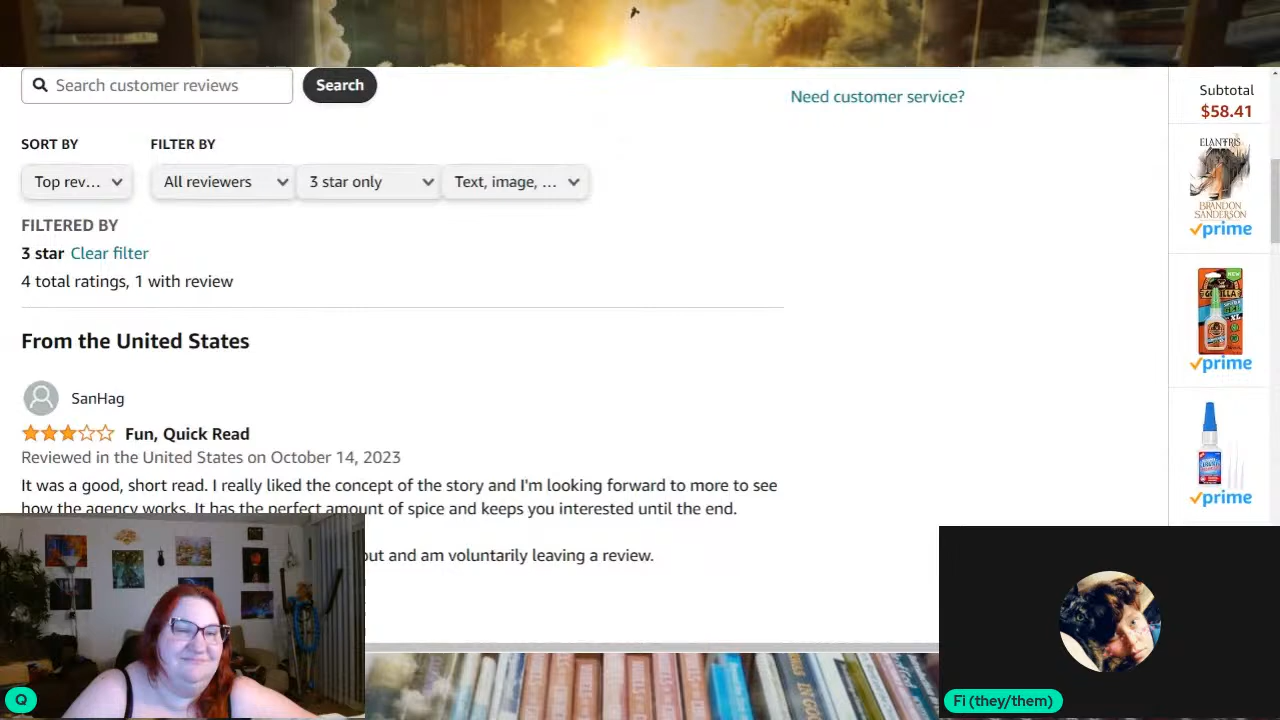 Search customer reviews
Search
Need customer service?
Subtotal
$58.41
SORT BY
FILTER BY
Top rev...
All reviewers
3 star only
Text, image, ...
FILTERED BY
3 star Clear filter
4 total ratings, 1 with review
From the United States
SanHag
Fun, Quick Read
Reviewed in the United States on October 14, 2023
It was a good, short read. I really liked the concept of the story and I'm looking forward to more to see
how the agency works. It has the perfect amount of spice and keeps you interested until the end.
out and am voluntarily leaving a review.
ELANTRIS
BRANDON
SANDERSON
prime
NEW
GORILLA
XL
prime
prime
Q
Fi (they/them)